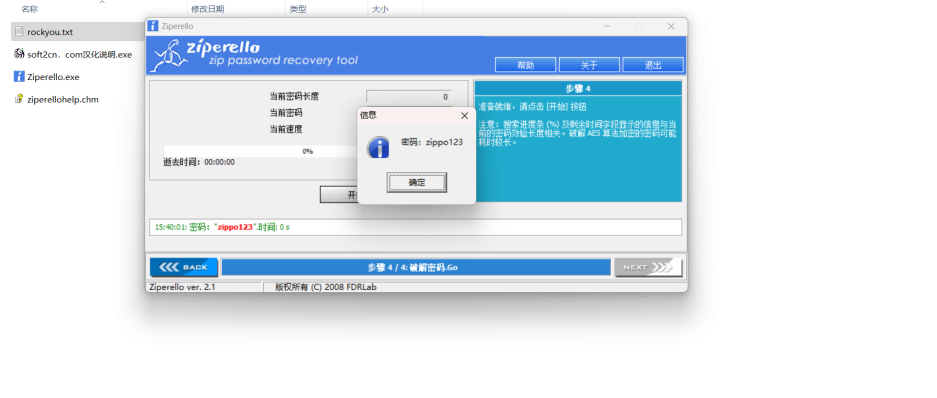 名称 修改日期 类型 大小
rockyou.txt
soft2cn．com汉化说明.exe
Ziperello.exe
ziperellohelp.chm
Ziperello
ziperello
zip password recovery tool
帮助 关于 退出
当前密码长度 0
当前密码
当前速度
0%
逝去时间：00:00:00
开
信息
密码：zippo123
确定
步骤 4
准备就绪，请点击 [开始] 按钮
注意：搜索进度条 (%) 及剩余时间字段显示的信息与当
前的密码效验长度相关。破解 AES 算法加密的密码可能
耗时较长。
15:40:01: 密码："zippo123".时间: 0 s
BACK 步骤 4 / 4: 破解密码.Go NEXT
Ziperello ver. 2.1 版权所有 (C) 2008 FDRLab